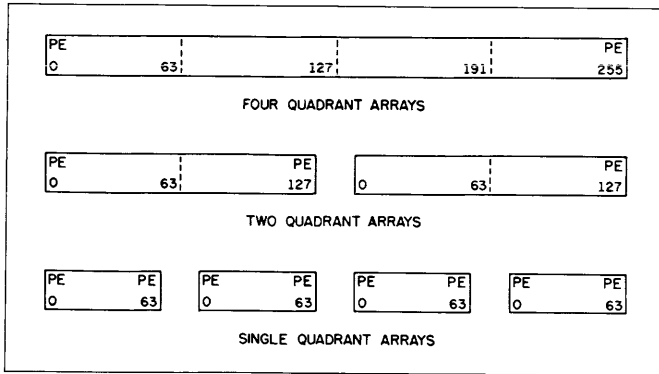 PE PE
0 63 127 191 255
FOUR QUADRANT ARRAYS
PE PE PE
0 63 127 0 63 127
TWO QUADRANT ARRAYS
PE PE PE PE PE PE PE PE
0 63 0 63 0 63 0 63
SINGLE QUADRANT ARRAYS